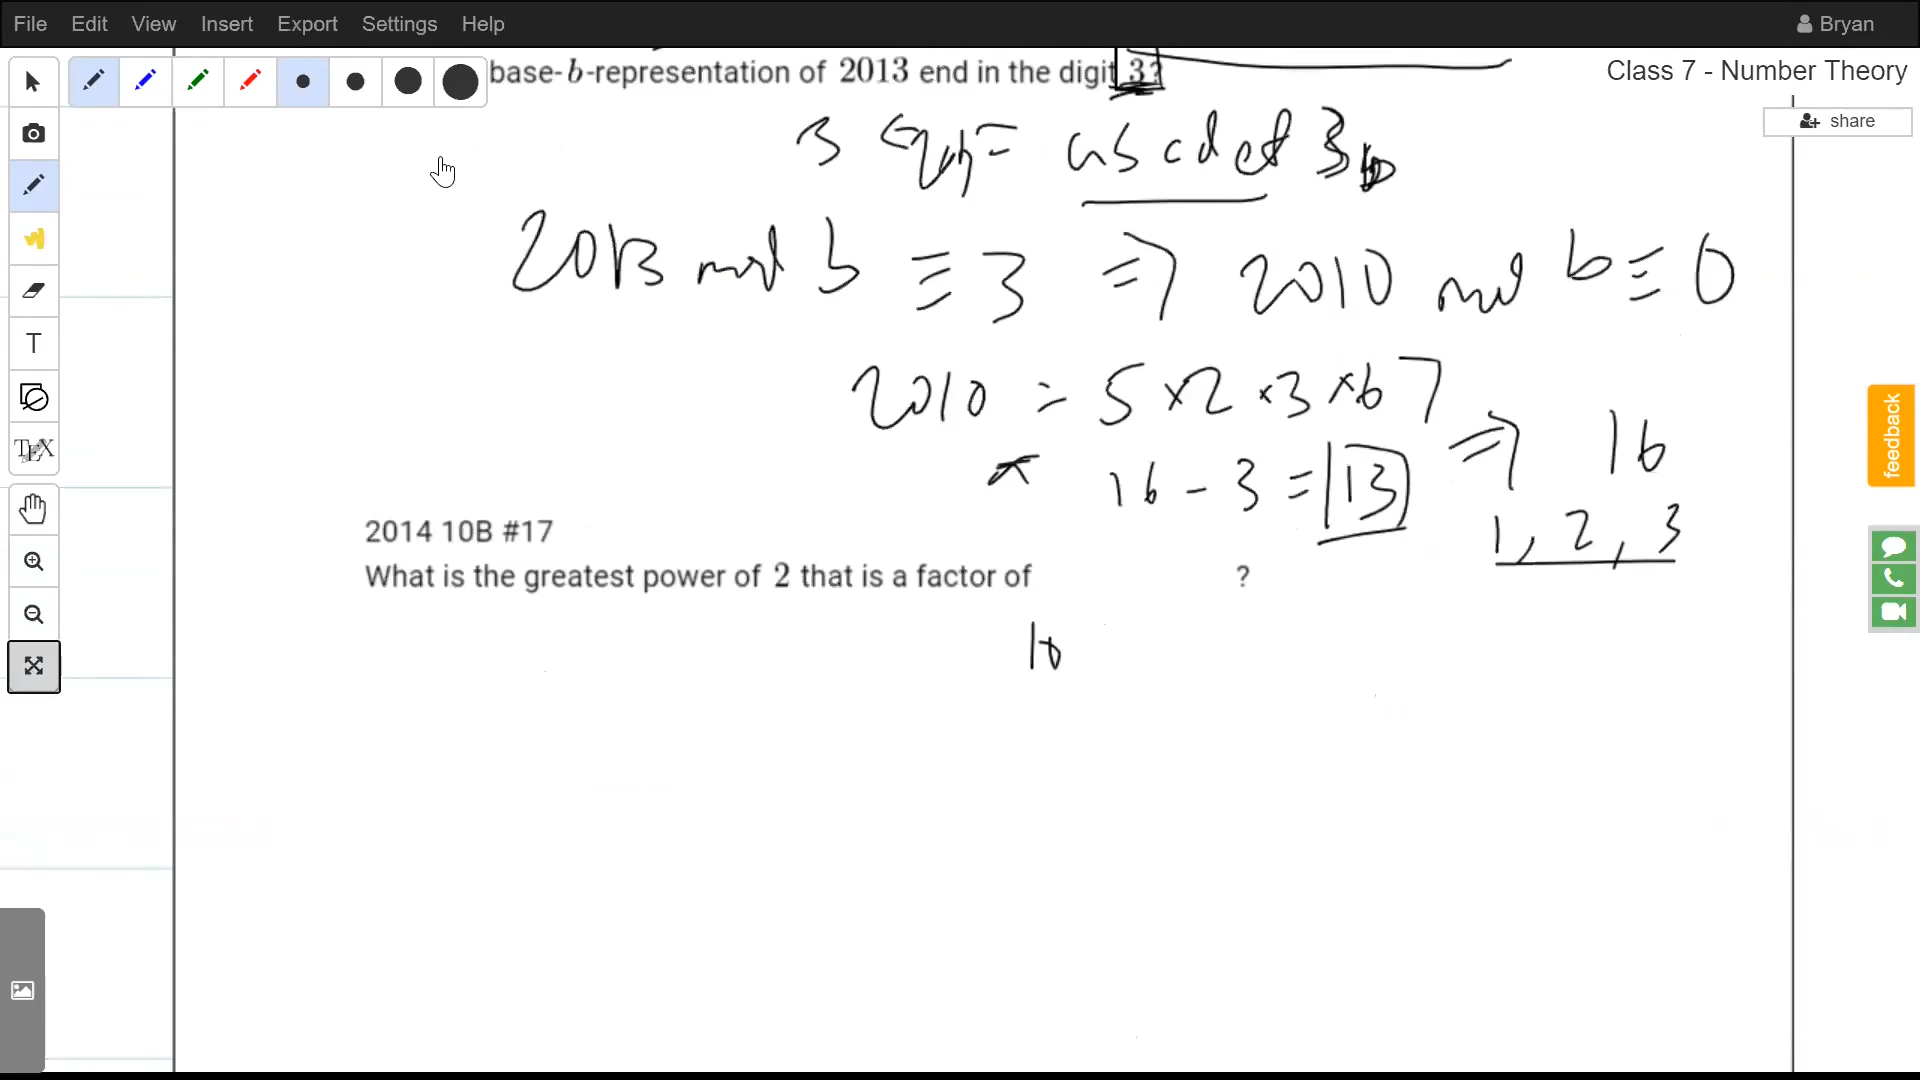 File Edit View Insert Export Settings Help Bryan
base-b-representation of 2013 end in the digit 3?
Class 7 - Number Theory
share
2013 mod b ≡ 3 ⇒ 2010 mod b ≡ 0
2010 = 5 × 2 × 3 × 67
⇒ 16
16 - 3 = 13
1, 2, 3
2014 10B #17
What is the greatest power of 2 that is a factor of ?
10
T
TEX
feedback